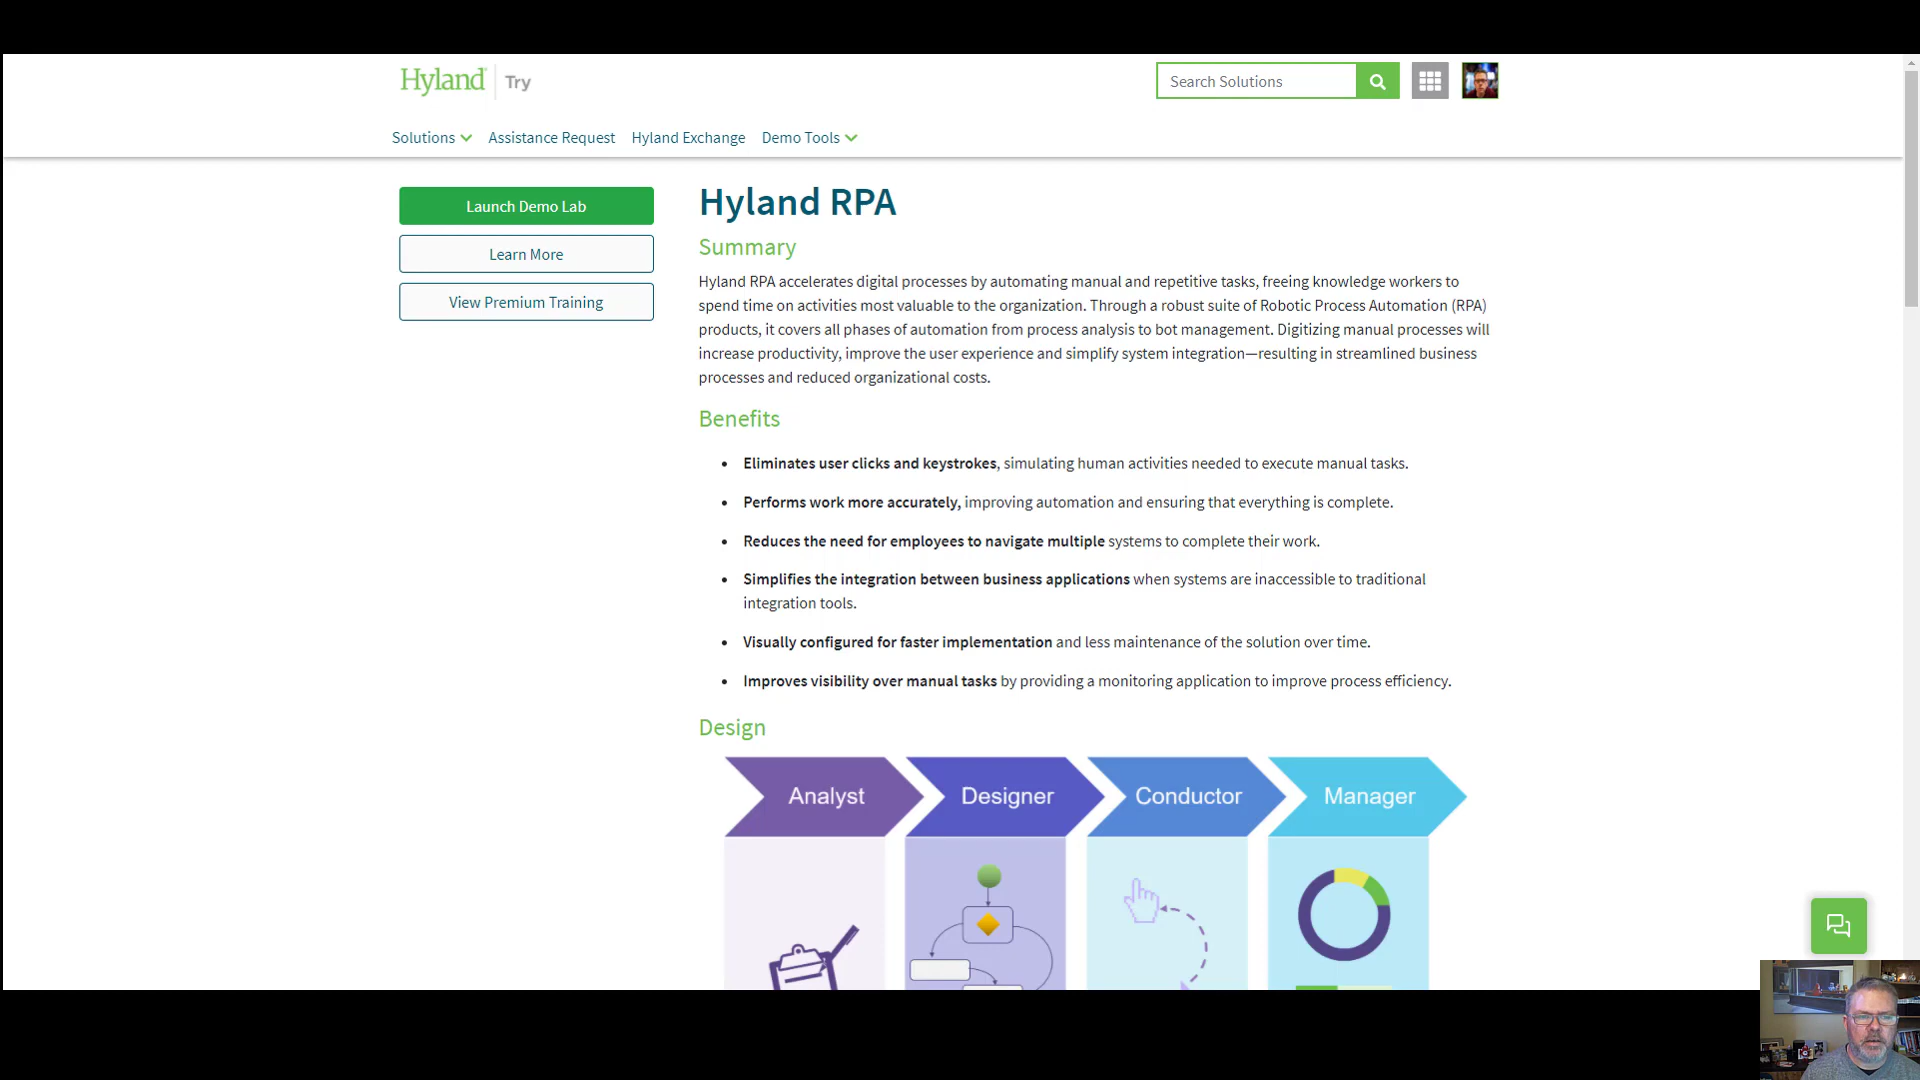 Hyland Try
Search Solutions
Solutions Assistance Request Hyland Exchange Demo Tools
Launch Demo Lab
Learn More
View Premium Training
Hyland RPA
Summary
Hyland RPA accelerates digital processes by automating manual and repetitive tasks, freeing knowledge workers to
spend time on activities most valuable to the organization. Through a robust suite of Robotic Process Automation (RPA)
products, it covers all phases of automation from process analysis to bot management. Digitizing manual processes will
increase productivity, improve the user experience and simplify system integration—resulting in streamlined business
processes and reduced organizational costs.
Benefits
• Eliminates user clicks and keystrokes, simulating human activities needed to execute manual tasks.
• Performs work more accurately, improving automation and ensuring that everything is complete.
• Reduces the need for employees to navigate multiple systems to complete their work.
• Simplifies the integration between business applications when systems are inaccessible to traditional
integration tools.
• Visually configured for faster implementation and less maintenance of the solution over time.
• Improves visibility over manual tasks by providing a monitoring application to improve process efficiency.
Design
Analyst Designer Conductor Manager